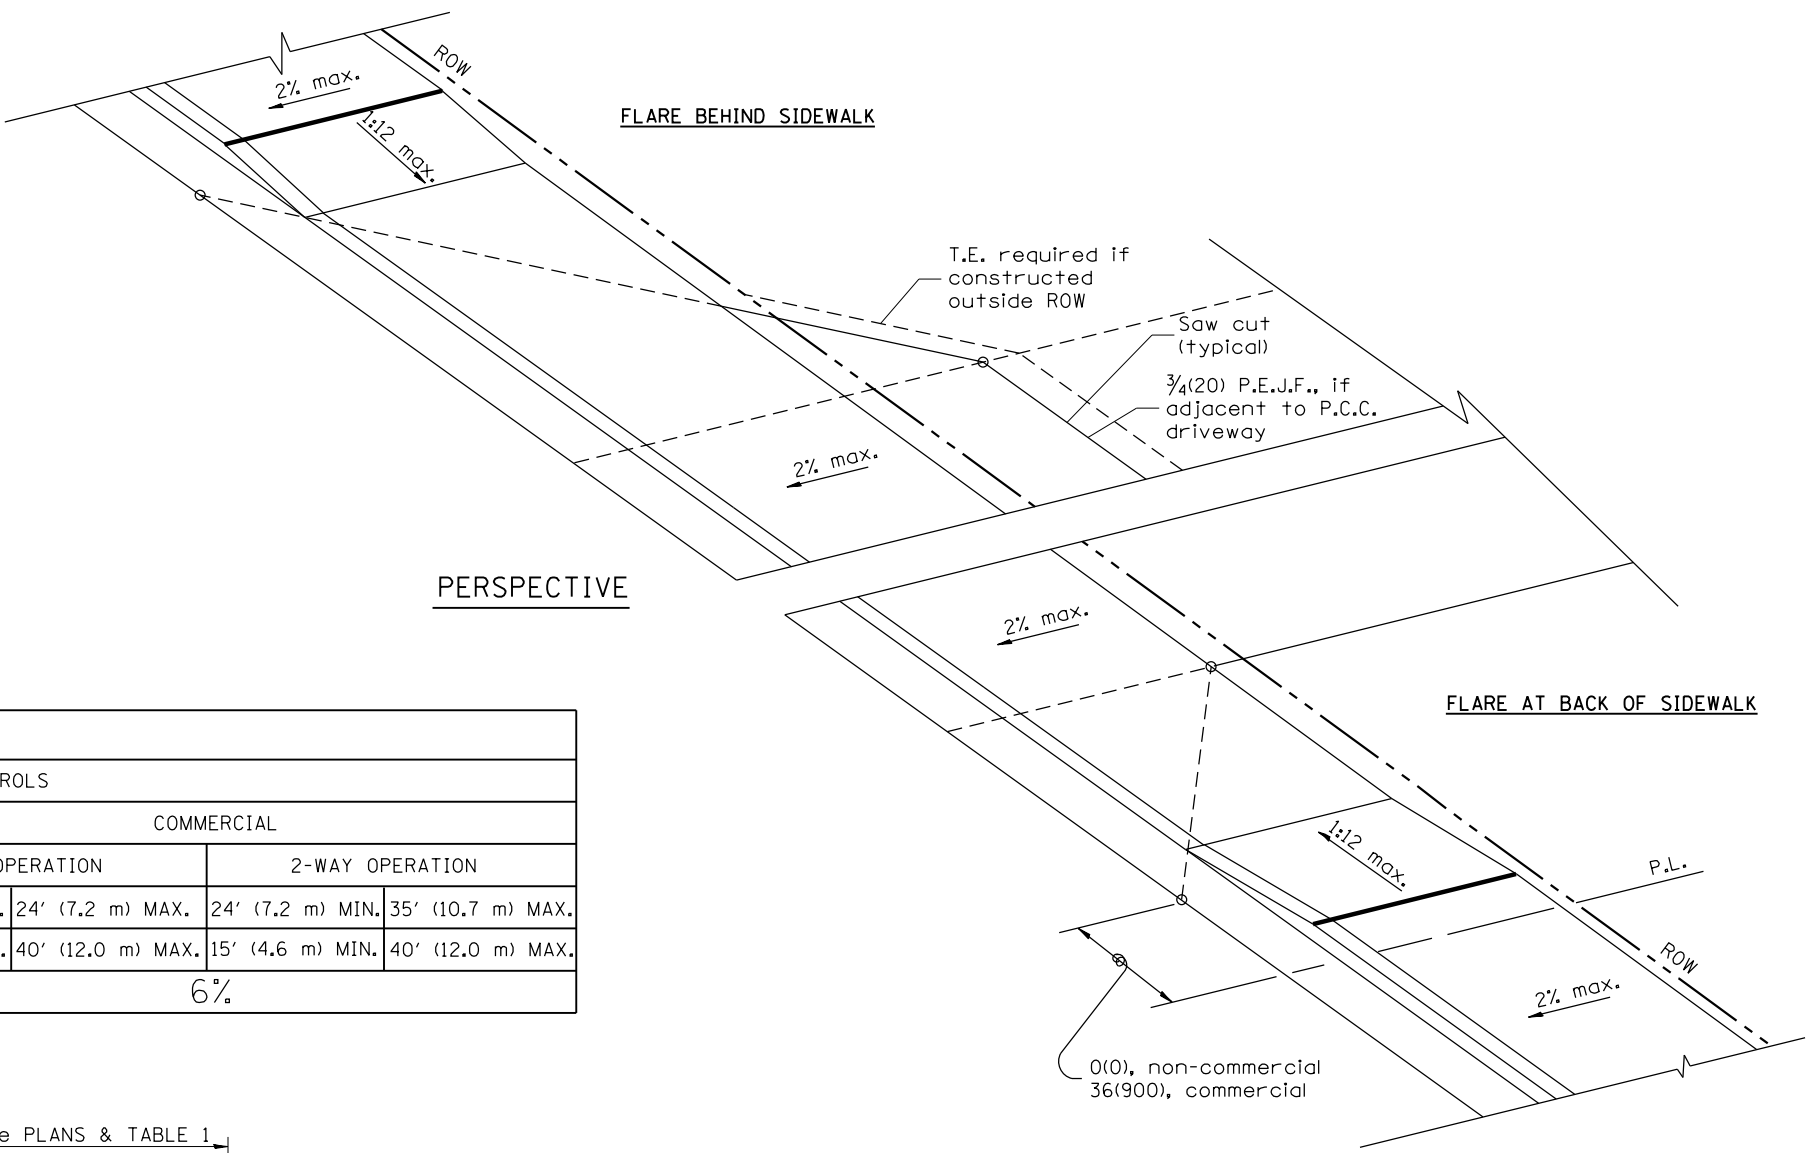 ROW
2% max.
1:12 max.
FLARE BEHIND SIDEWALK
T.E. required if
constructed
outside ROW
Saw cut
(typical)
¾(20) P.E.J.F., if
adjacent to P.C.C.
driveway
2% max.
PERSPECTIVE
2% max.
FLARE AT BACK OF SIDEWALK
1:12 max.
P.L.
ROW
2% max.
0(0), non-commercial
36(900), commercial
ROLS
COMMERCIAL
OPERATION
2-WAY OPERATION
24' (7.2 m) MAX.
24' (7.2 m) MIN.
35' (10.7 m) MAX.
40' (12.0 m) MAX.
15' (4.6 m) MIN.
40' (12.0 m) MAX.
6%
e PLANS & TABLE 1